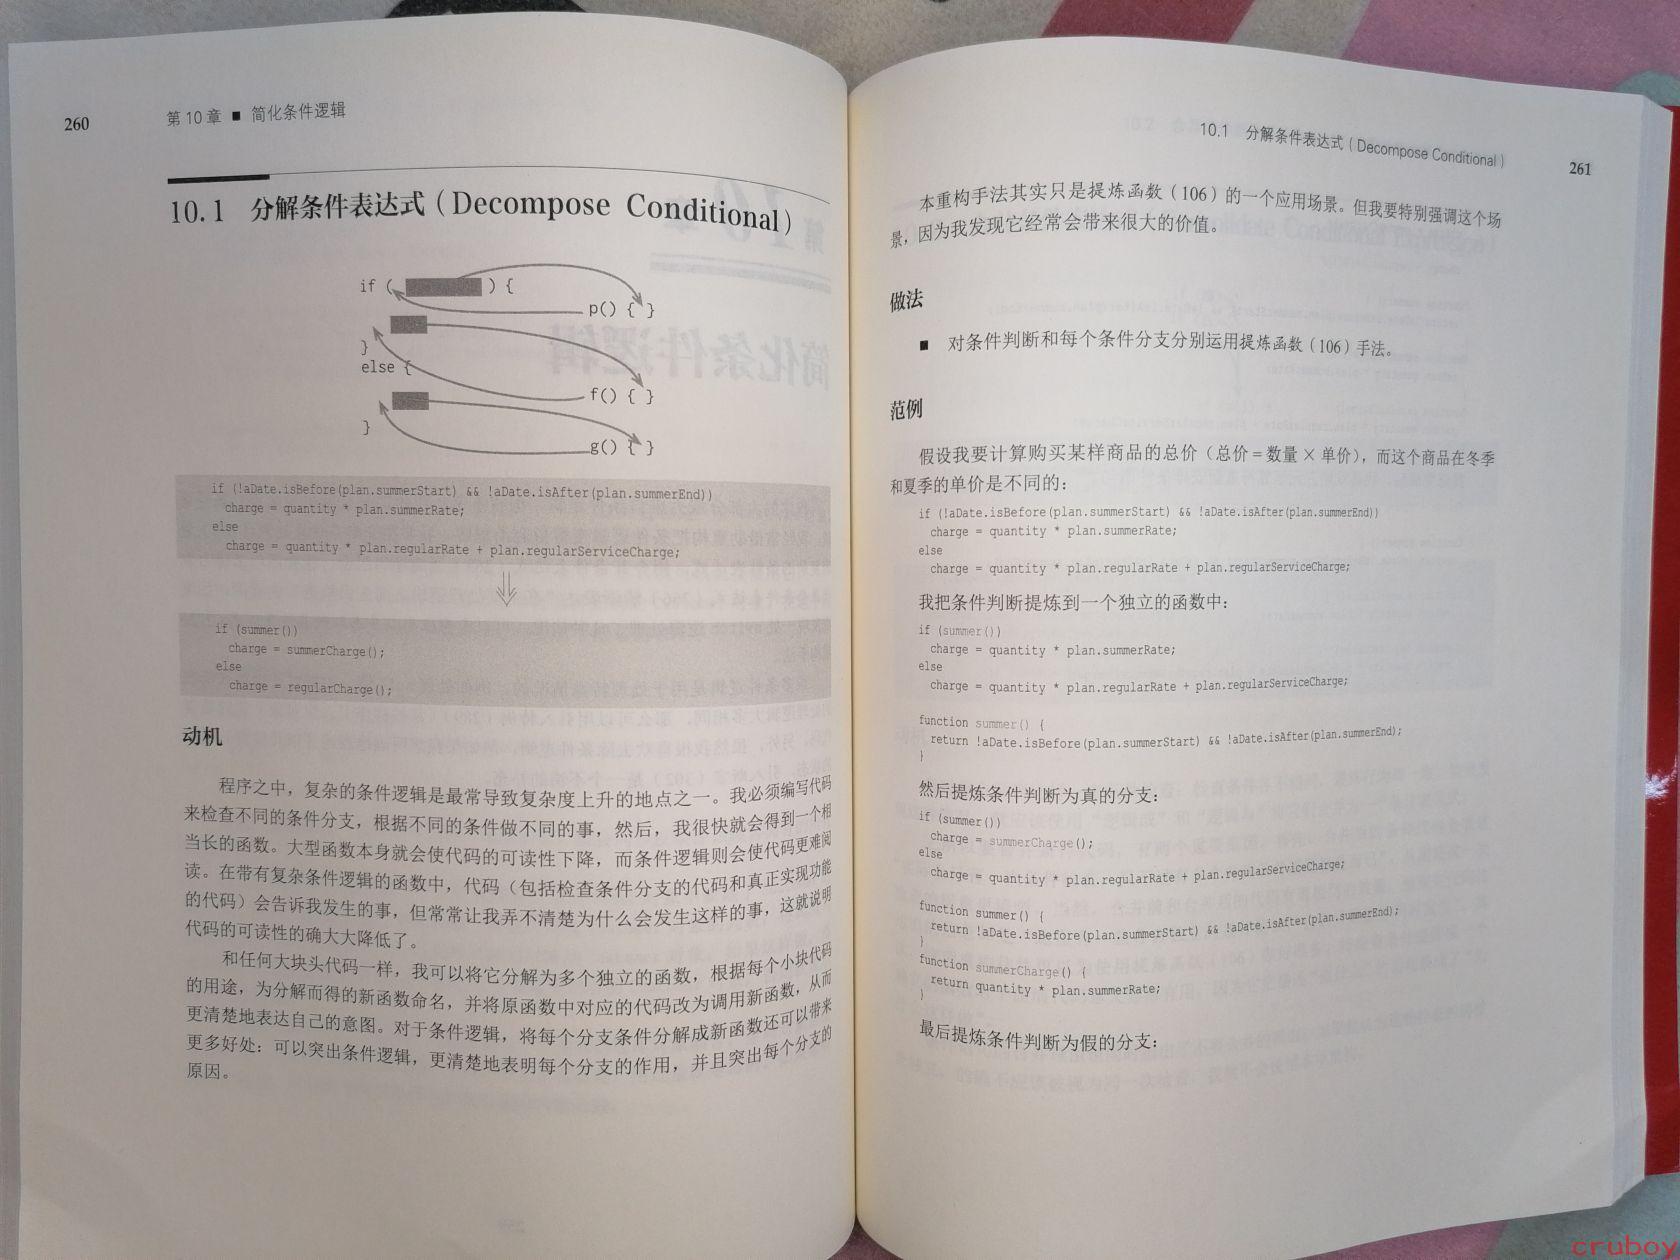 260
第 10 章 ■ 简化条件逻辑
10.1 分解条件表达式（Decompose Conditional）
if ( ) {
p() { }
}
else {
f() { }
}
g() { }
if (!aDate.isBefore(plan.summerStart) && !aDate.isAfter(plan.summerEnd))
charge = quantity * plan.summerRate;
else
charge = quantity * plan.regularRate + plan.regularServiceCharge;
if (summer())
charge = summerCharge();
else
charge = regularCharge();
动机
程序之中，复杂的条件逻辑是最常导致复杂度上升的地点之一。我必须编写代码
来检查不同的条件分支，根据不同的条件做不同的事，然后，我很快就会得到一个相
当长的函数。大型函数本身就会使代码的可读性下降，而条件逻辑则会使代码更难阅
读。在带有复杂条件逻辑的函数中，代码（包括检查条件分支的代码和真正实现功能
的代码）会告诉我发生的事，但常常让我弄不清楚为什么会发生这样的事，这就说明
代码的可读性的确大大降低了。
和任何大块头代码一样，我可以将它分解为多个独立的函数，根据每个小块代码
的用途，为分解而得的新函数命名，并将原函数中对应的代码改为调用新函数，从而
更清楚地表达自己的意图。对于条件逻辑，将每个分支条件分解成新函数还可以带来
更多好处：可以突出条件逻辑，更清楚地表明每个分支的作用，并且突出每个分支的
原因。
10.1 分解条件表达式（Decompose Conditional）
261
本重构手法其实只是提炼函数（106）的一个应用场景。但我要特别强调这个场
景，因为我发现它经常会带来很大的价值。
做法
■ 对条件判断和每个条件分支分别运用提炼函数（106）手法。
范例
假设我要计算购买某样商品的总价（总价＝数量 × 单价），而这个商品在冬季
和夏季的单价是不同的：
if (!aDate.isBefore(plan.summerStart) && !aDate.isAfter(plan.summerEnd))
charge = quantity * plan.summerRate;
else
charge = quantity * plan.regularRate + plan.regularServiceCharge;
我把条件判断提炼到一个独立的函数中：
if (summer())
charge = quantity * plan.summerRate;
else
charge = quantity * plan.regularRate + plan.regularServiceCharge;
function summer() {
return !aDate.isBefore(plan.summerStart) && !aDate.isAfter(plan.summerEnd);
}
然后提炼条件判断为真的分支：
if (summer())
charge = summerCharge();
else
charge = quantity * plan.regularRate + plan.regularServiceCharge;
function summer() {
return !aDate.isBefore(plan.summerStart) && !aDate.isAfter(plan.summerEnd);
}
function summerCharge() {
return quantity * plan.summerRate;
}
最后提炼条件判断为假的分支：
cruboy